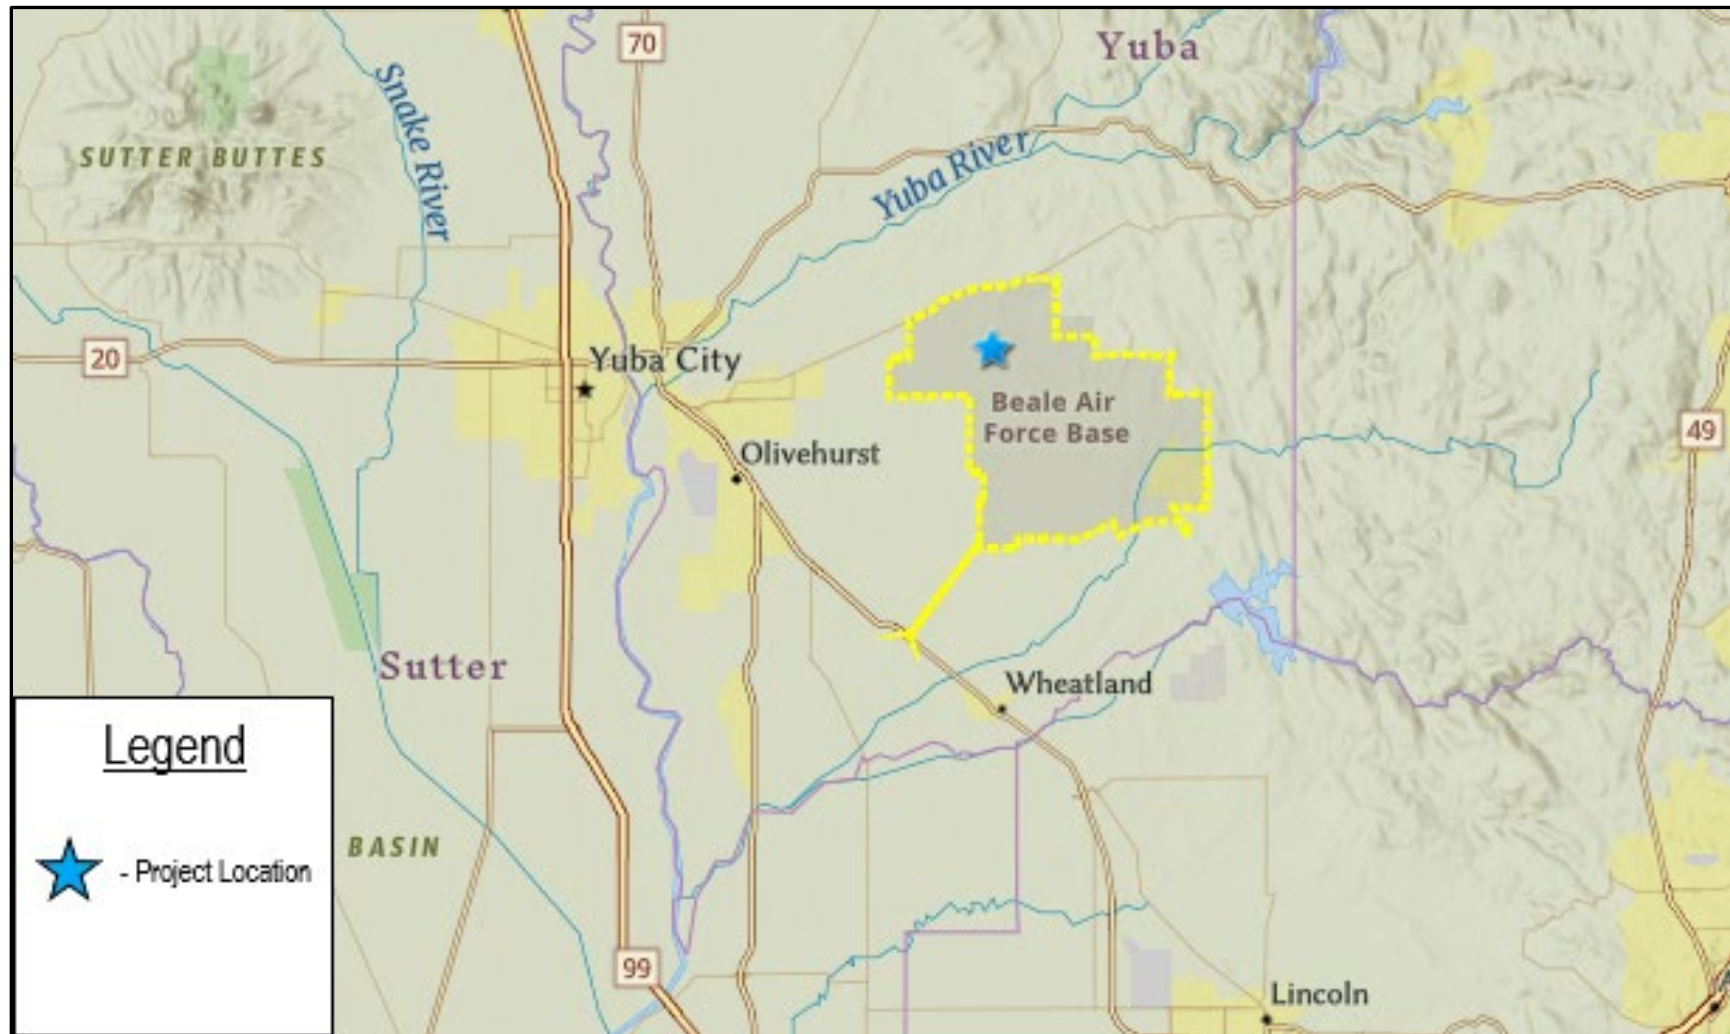 70
Yuba
Snake River
SUTTER BUTTES
Yuba River
20
Yuba City
Beale Air
Force Base
49
Olivehurst
Sutter
Wheatland
Legend
BASIN
- Project Location
99
Lincoln